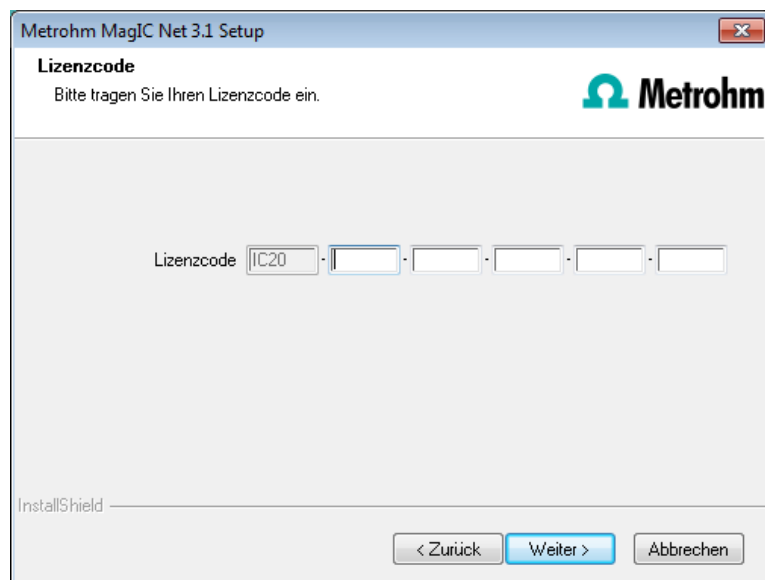 Metrohm MagIC Net 3.1 Setup
Lizenzcode
Bitte tragen Sie Ihren Lizenzcode ein.
Metrohm
Lizenzcode IC20 - - - - -
InstallShield
< Zurück Weiter > Abbrechen